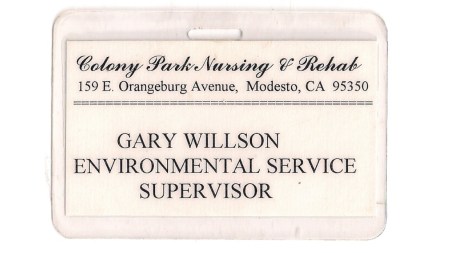 Colony Park Nursing & Rehab
159 E. Orangeburg Avenue, Modesto, CA 95350
==================================================
GARY WILLSON
ENVIRONMENTAL SERVICE
SUPERVISOR